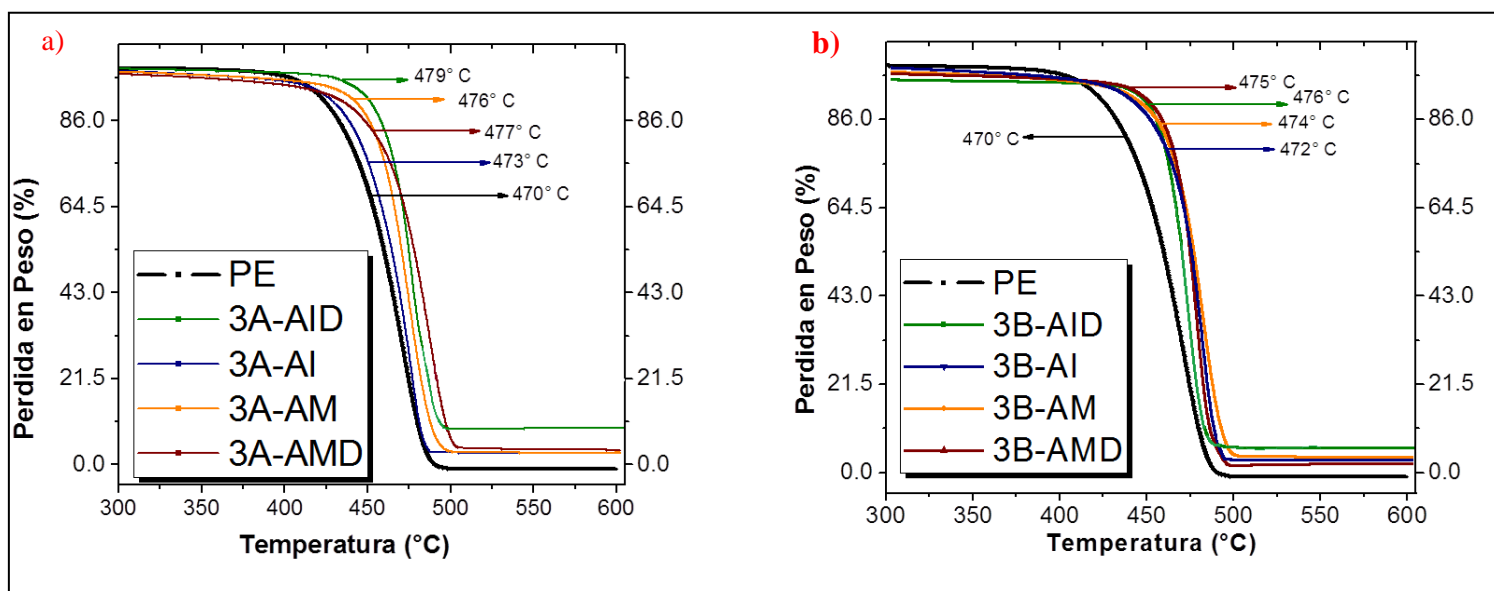 a)
479° C
476° C
477° C
473° C
470° C
86.0
64.5
43.0
21.5
0.0
86.0
64.5
43.0
21.5
0.0
Perdida en Peso (%)
PE
3A-AID
3A-AI
3A-AM
3A-AMD
300 350 400 450 500 550 600
Temperatura (°C)
b)
475° C
476° C
474° C
472° C
470° C
86.0
64.5
43.0
21.5
0.0
86.0
64.5
43.0
21.5
0.0
Perdida en Peso (%)
PE
3B-AID
3B-AI
3B-AM
3B-AMD
300 350 400 450 500 550 600
Temperatura (°C)